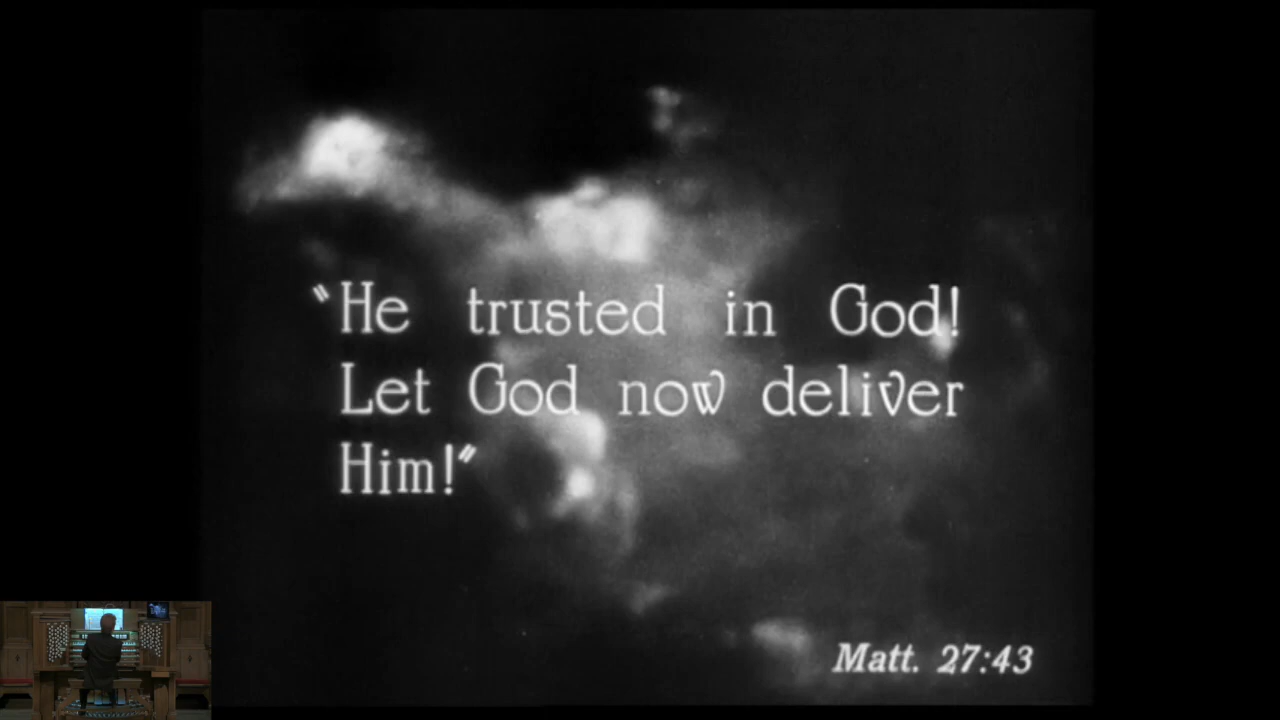 "He trusted in God!
Let God now deliver
Him!"
Matt. 27:43